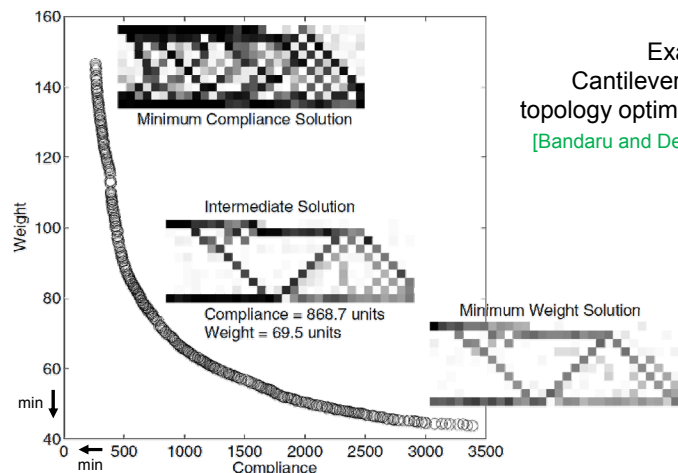 Exa
Cantilever
topology optim
[Bandaru and De
160
140
120
100
80
60
40
Weight
min
Minimum Compliance Solution
Intermediate Solution
Compliance = 868.7 units
Weight = 69.5 units
Minimum Weight Solution
0 500 1000 1500 2000 2500 3000 3500
min
Compliance